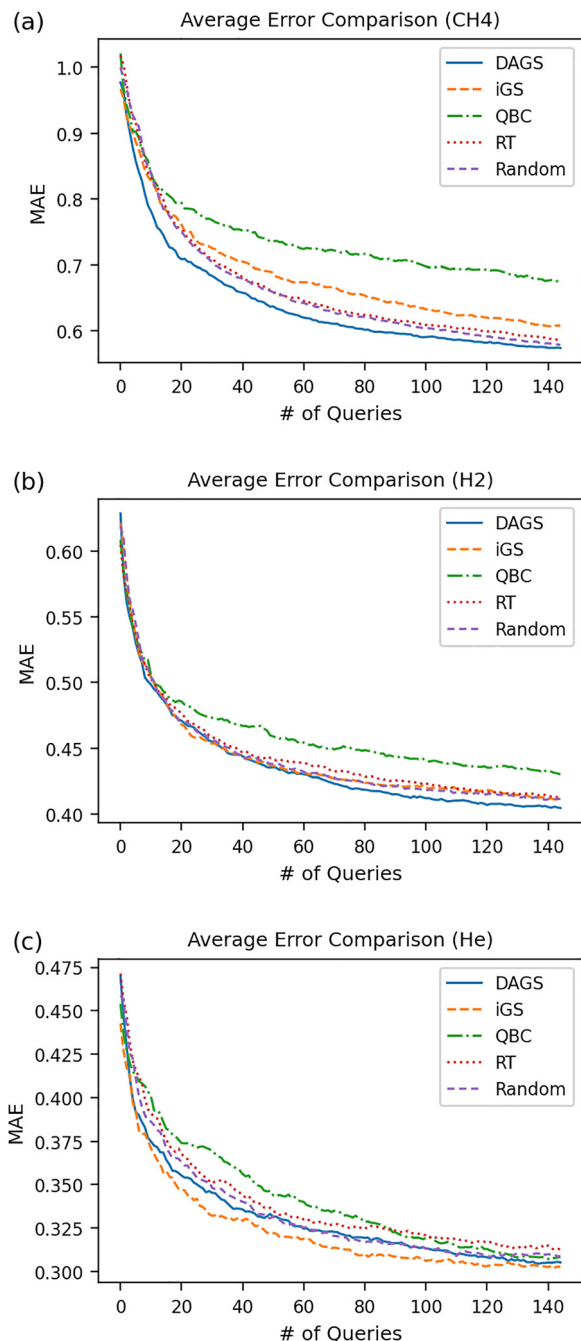 (a)
Average Error Comparison (CH4)
MAE
1.0
0.9
0.8
0.7
0.6
DAGS
iGS
QBC
RT
Random
0 20 40 60 80 100 120 140
# of Queries
(b)
Average Error Comparison (H2)
MAE
0.60
0.55
0.50
0.45
0.40
DAGS
iGS
QBC
RT
Random
0 20 40 60 80 100 120 140
# of Queries
(c)
Average Error Comparison (He)
MAE
0.475
0.450
0.425
0.400
0.375
0.350
0.325
0.300
DAGS
iGS
QBC
RT
Random
0 20 40 60 80 100 120 140
# of Queries